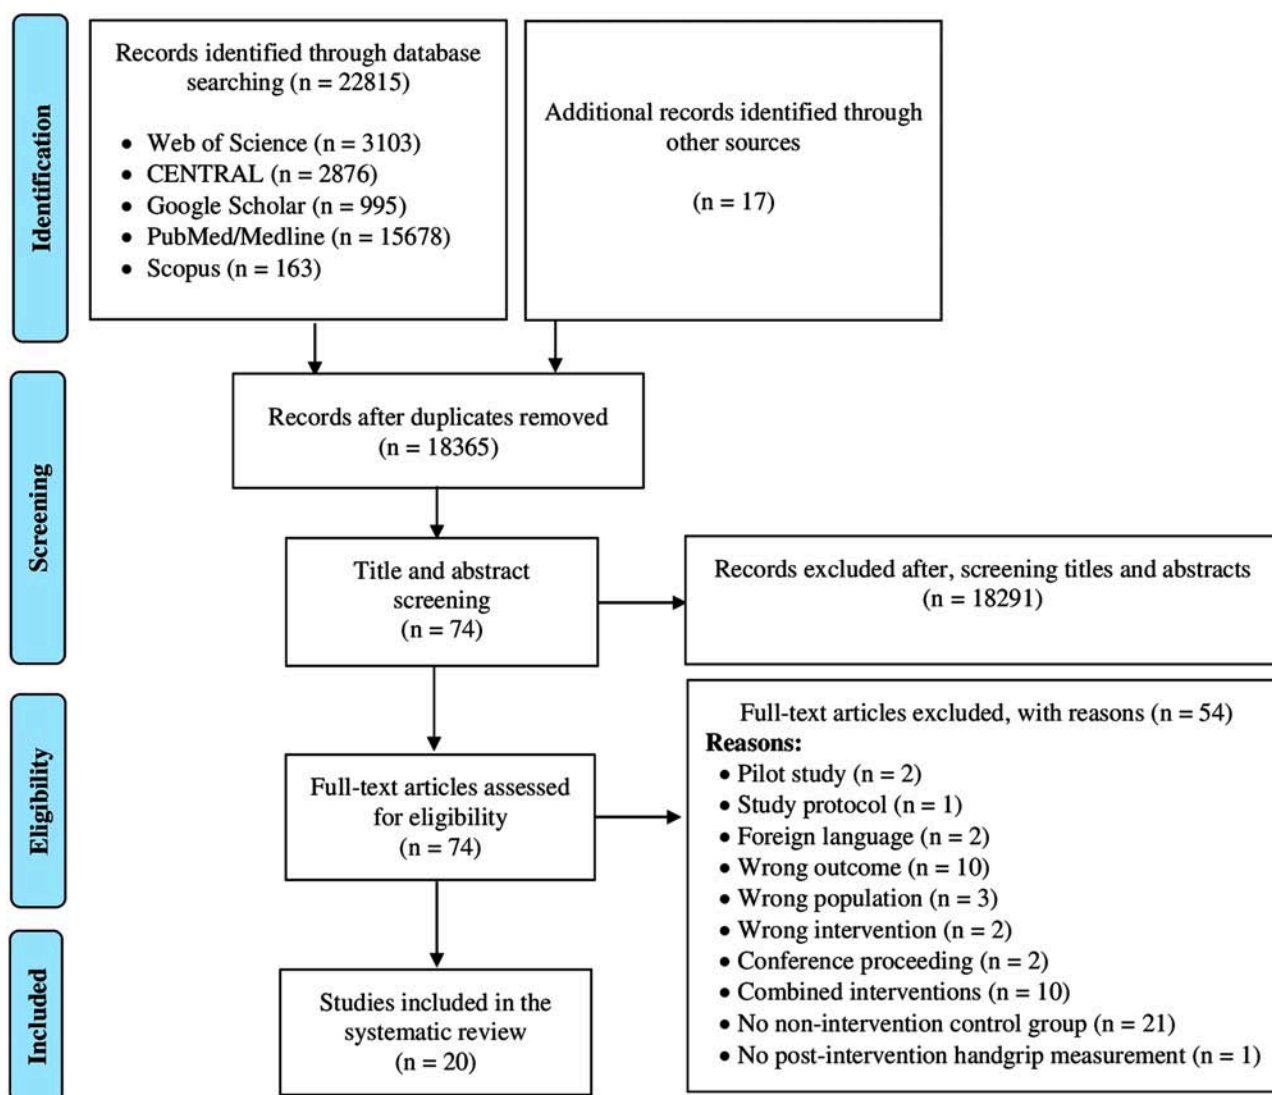 Identification
Records identified through database
searching (n = 22815)
• Web of Science (n = 3103)
• CENTRAL (n = 2876)
• Google Scholar (n = 995)
• PubMed/Medline (n = 15678)
• Scopus (n = 163)
Additional records identified through
other sources
(n = 17)
Screening
Records after duplicates removed
(n = 18365)
Title and abstract
screening
(n = 74)
Records excluded after, screening titles and abstracts
(n = 18291)
Eligibility
Full-text articles assessed
for eligibility
(n = 74)
Full-text articles excluded, with reasons (n = 54)
Reasons:
• Pilot study (n = 2)
• Study protocol (n = 1)
• Foreign language (n = 2)
• Wrong outcome (n = 10)
• Wrong population (n = 3)
• Wrong intervention (n = 2)
• Conference proceeding (n = 2)
• Combined interventions (n = 10)
• No non-intervention control group (n = 21)
• No post-intervention handgrip measurement (n = 1)
Included
Studies included in the
systematic review
(n = 20)